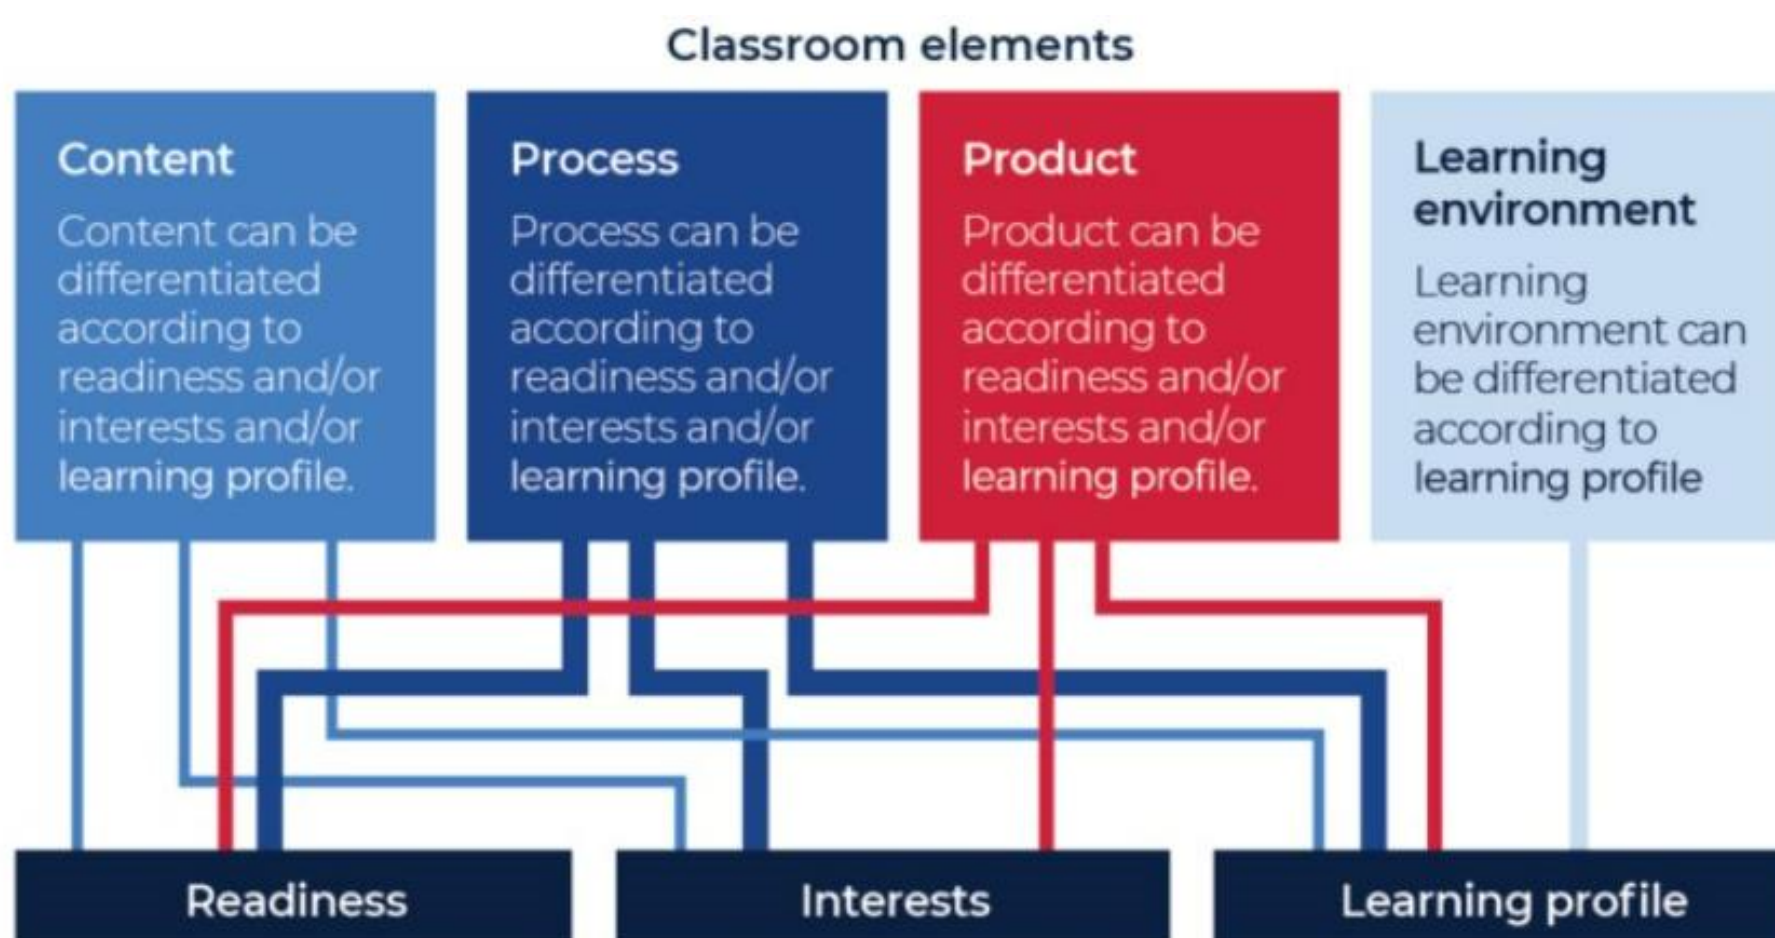 Classroom elements
Content
Content can be
differentiated
according to
readiness and/or
interests and/or
learning profile.
Process
Process can be
differentiated
according to
readiness and/or
interests and/or
learning profile.
Product
Product can be
differentiated
according to
readiness and/or
interests and/or
learning profile.
Learning
environment
Learning
environment can
be differentiated
according to
learning profile
Readiness
Interests
Learning profile